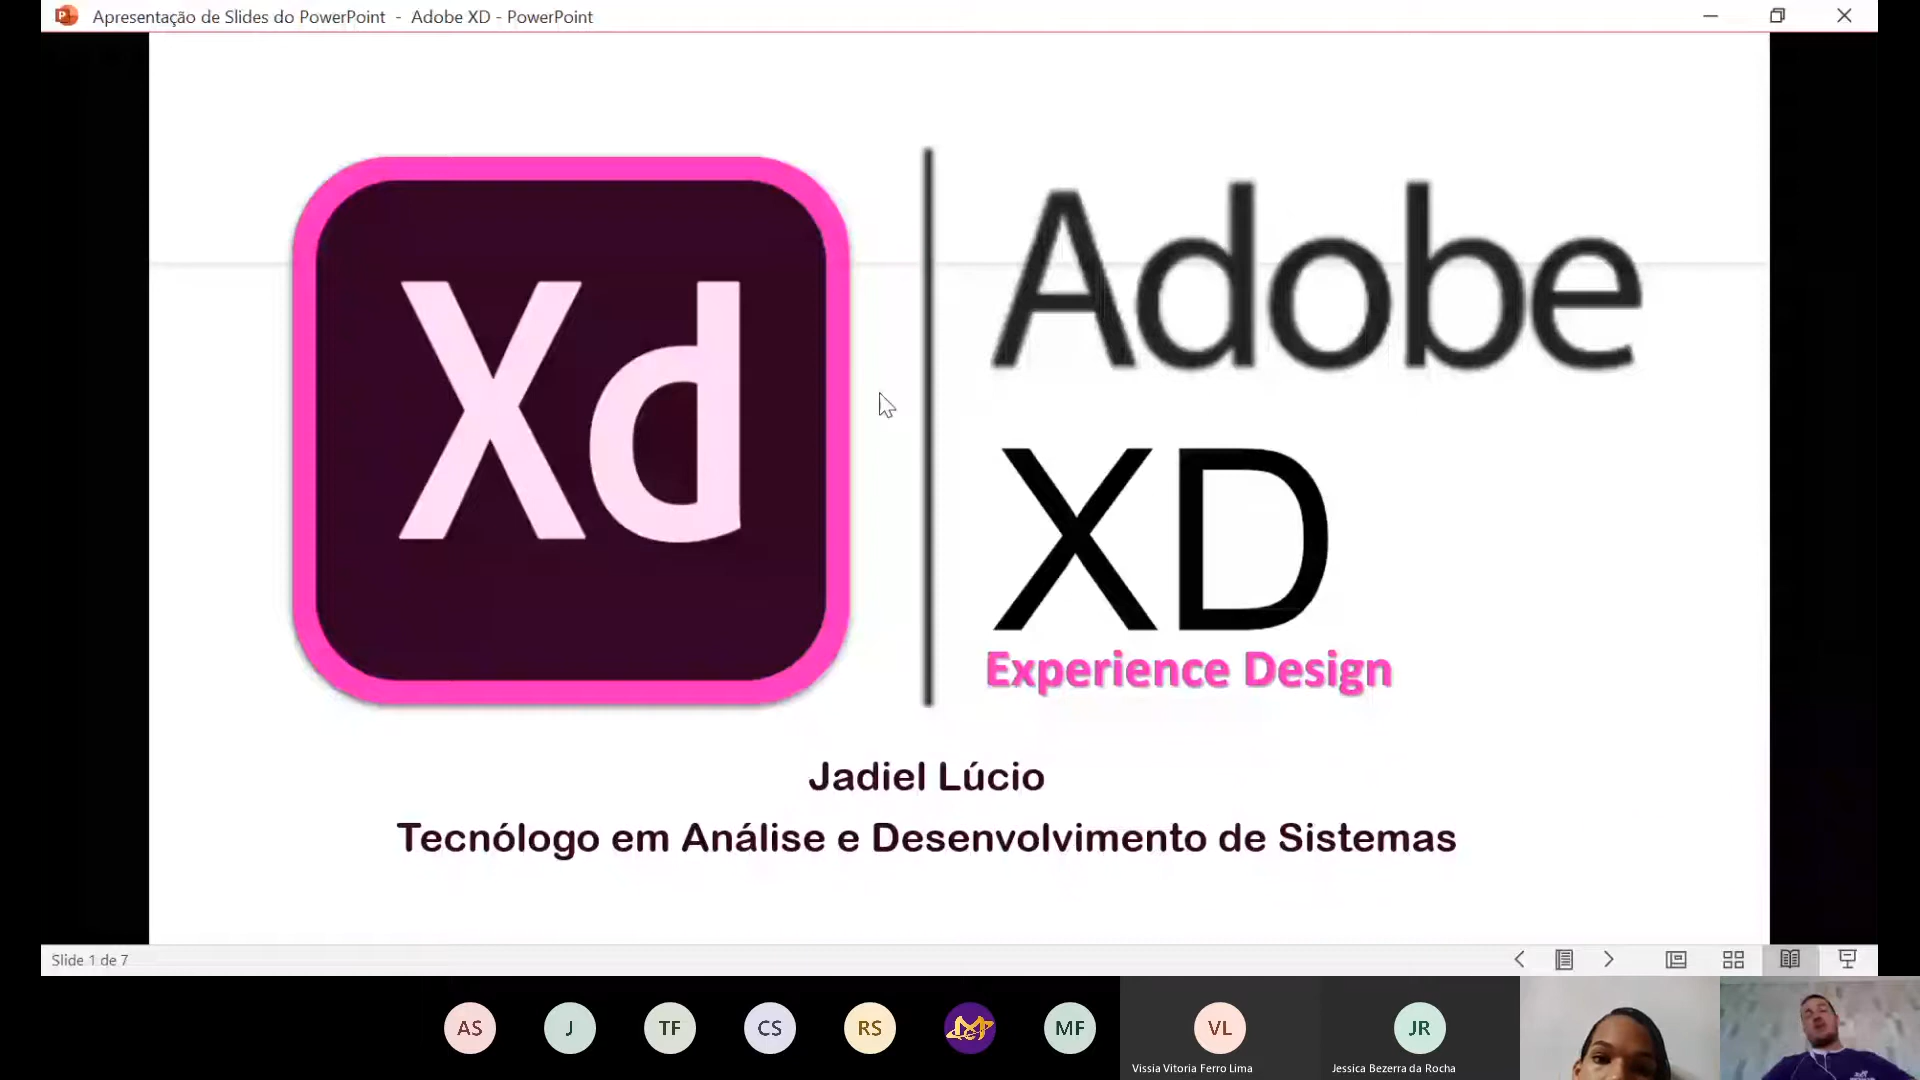 Apresentação de Slides do PowerPoint - Adobe XD - PowerPoint
Xd
Adobe
XD
Experience Design
Jadiel Lúcio
Tecnólogo em Análise e Desenvolvimento de Sistemas
Slide 1 de 7
AS
J
TF
CS
RS
MF
VL
JR
Vissia Vitoria Ferro Lima
Jessica Bezerra da Rocha